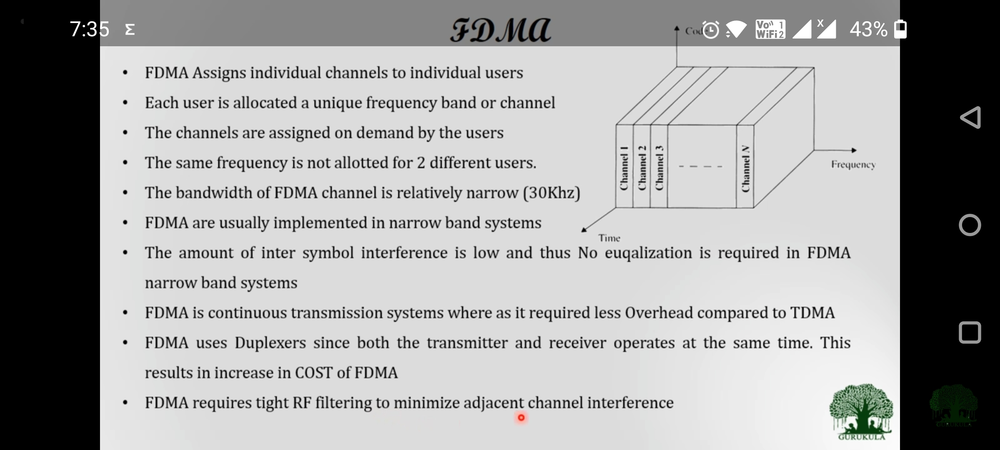 7:35 Σ
Vo 1
WiFi 2
43%
FDMA
Code
• FDMA Assigns individual channels to individual users
• Each user is allocated a unique frequency band or channel
• The channels are assigned on demand by the users
• The same frequency is not allotted for 2 different users.
• The bandwidth of FDMA channel is relatively narrow (30Khz)
• FDMA are usually implemented in narrow band systems
• The amount of inter symbol interference is low and thus No euqalization is required in FDMA
narrow band systems
• FDMA is continuous transmission systems where as it required less Overhead compared to TDMA
• FDMA uses Duplexers since both the transmitter and receiver operates at the same time. This
results in increase in COST of FDMA
• FDMA requires tight RF filtering to minimize adjacent channel interference
Channel 1
Channel 2
Channel 3
Channel N
Frequency
Time
GURUKULA
GURUKULA